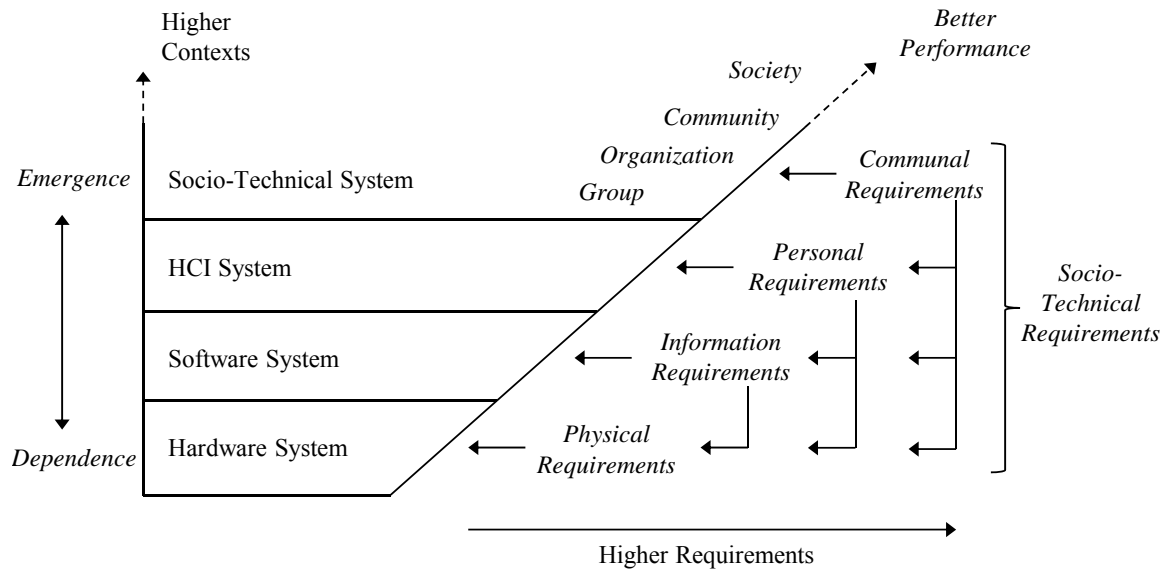 Higher
Contexts
Better
Performance
Society
Community
Organization
Group
Emergence
Socio-Technical System
Communal
Requirements
HCI System
Personal
Requirements
Socio-
Technical
Requirements
Software System
Information
Requirements
Hardware System
Physical
Requirements
Dependence
Higher Requirements